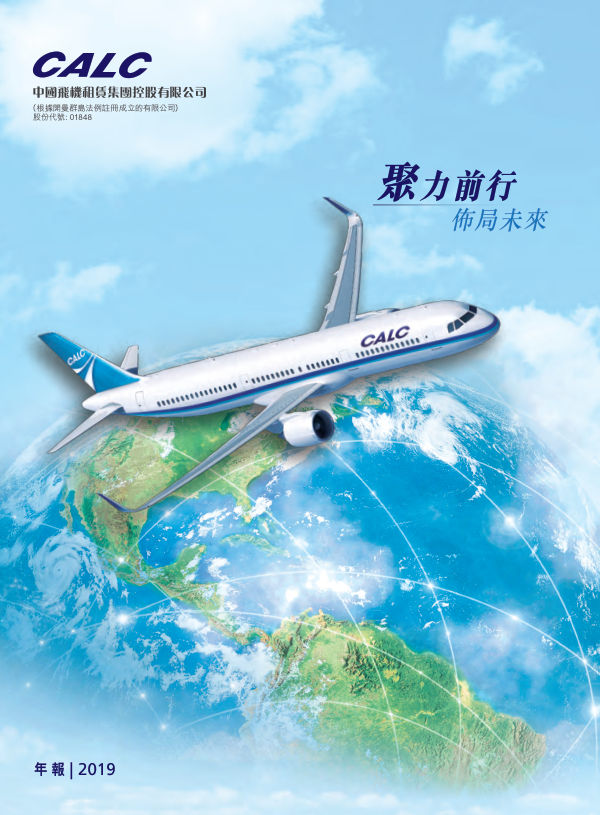 CALC
中國飛機租賃集團控股有限公司
(根據開曼群島法例註冊成立的有限公司)
股份代號: 01848
聚力前行
佈局未來
CALC
CALC
年報 | 2019